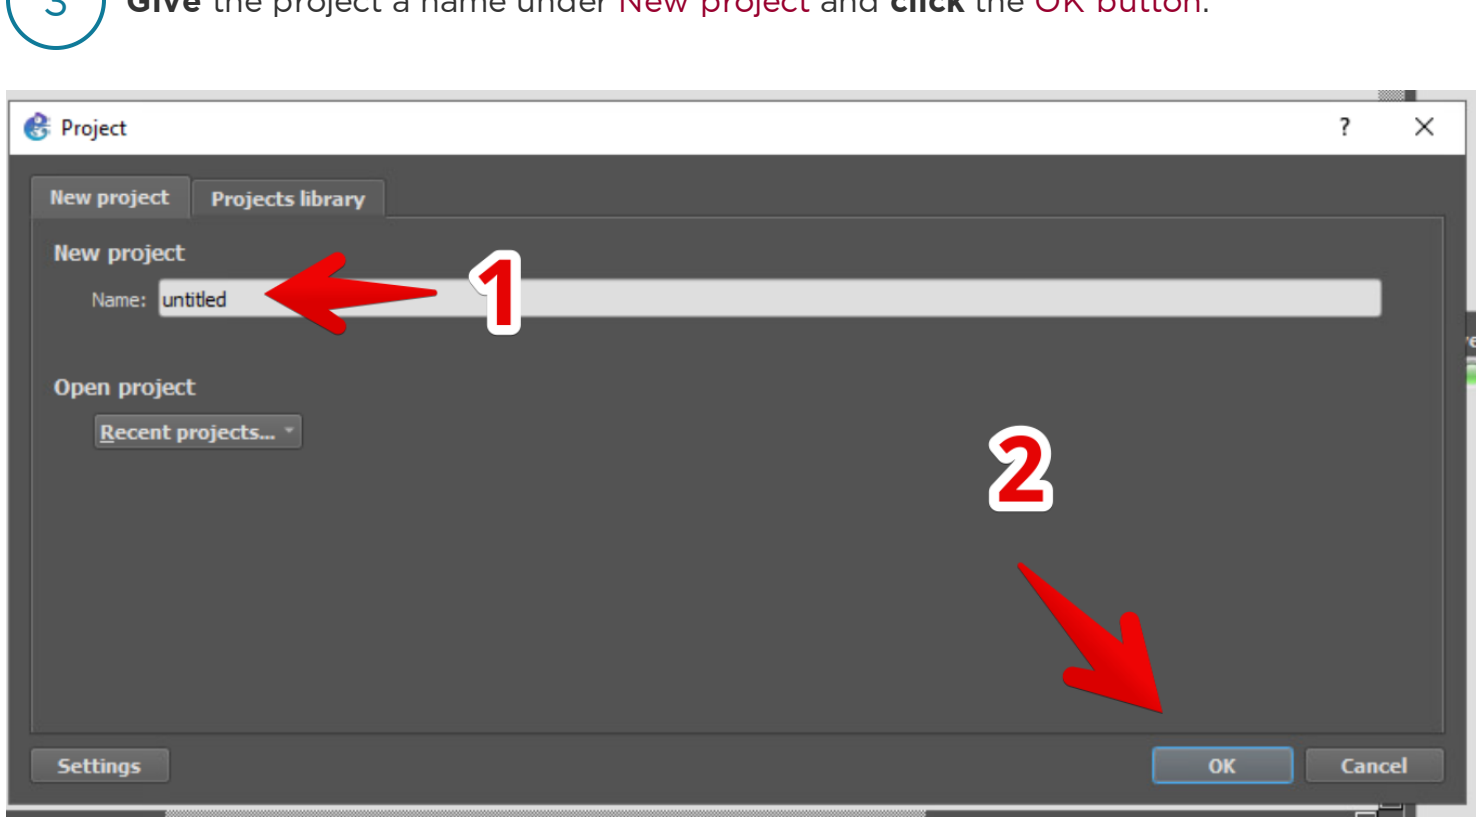 3
Give the project a name under New project and click the OK button.
Project
?
New project Projects library
New project
Name: untitled
1
Open project
Recent projects...
2
Settings
OK Cancel